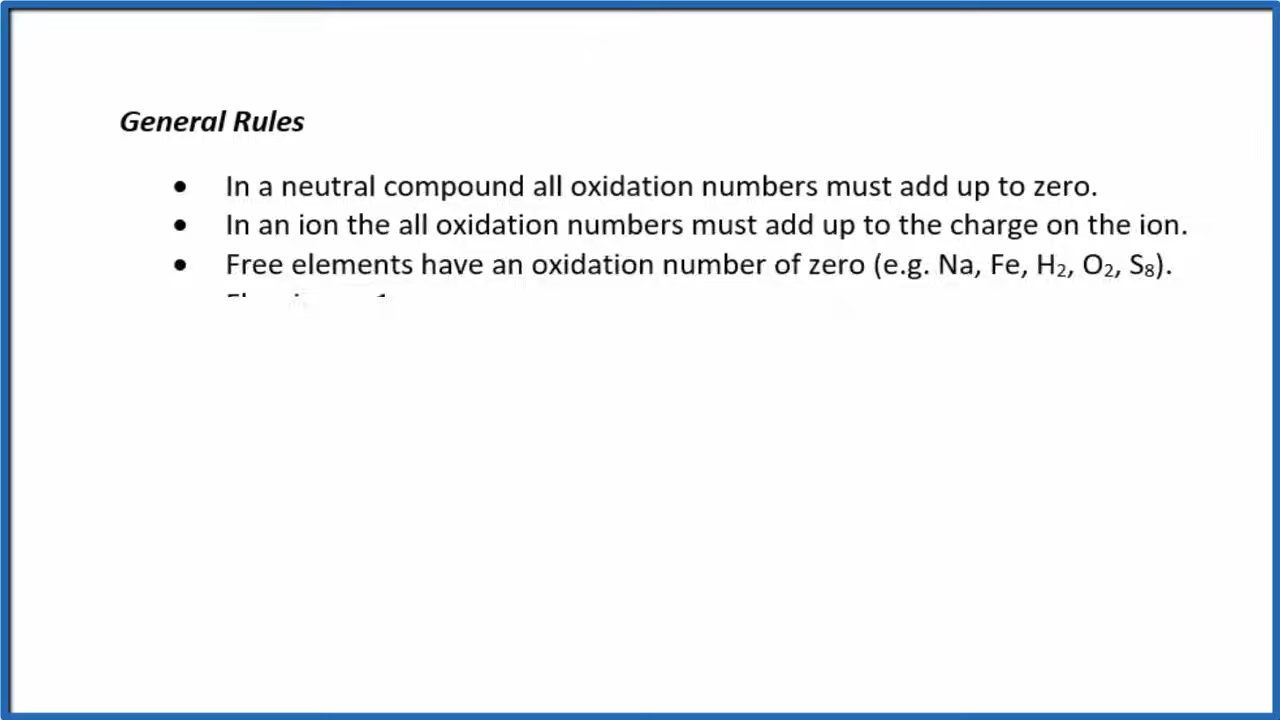 General Rules
• In a neutral compound all oxidation numbers must add up to zero.
• In an ion the all oxidation numbers must add up to the charge on the ion.
• Free elements have an oxidation number of zero (e.g. Na, Fe, H₂, O₂, S₈).